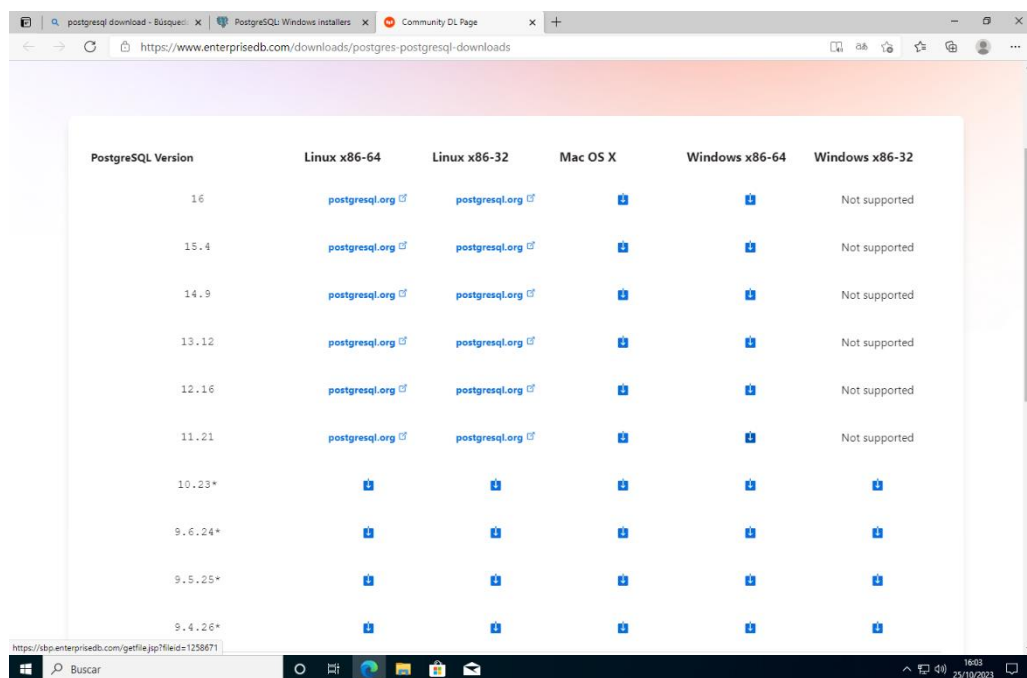 postgresql download - Búsqued
PostgreSQL: Windows installers
Community DL Page
https://www.enterprisedb.com/downloads/postgres-postgresql-downloads
PostgreSQL Version Linux x86-64 Linux x86-32 Mac OS X Windows x86-64 Windows x86-32
16 postgresql.org postgresql.org Not supported
15.4 postgresql.org postgresql.org Not supported
14.9 postgresql.org postgresql.org Not supported
13.12 postgresql.org postgresql.org Not supported
12.16 postgresql.org postgresql.org Not supported
11.21 postgresql.org postgresql.org Not supported
10.23*
9.6.24*
9.5.25*
9.4.26*
https://sbp.enterprisedb.com/getfile.jsp?fileid=1258671
Buscar
16:03
25/10/2023